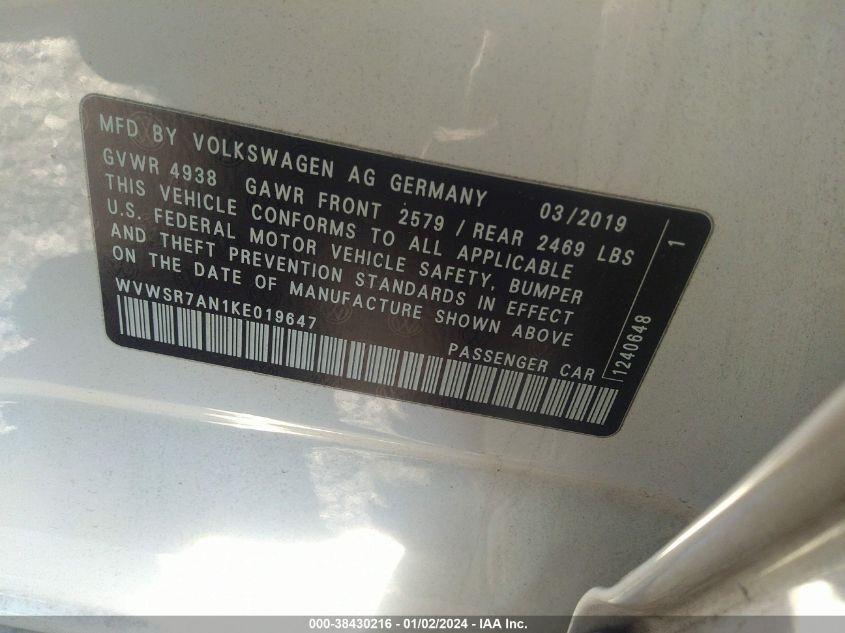 MFD BY VOLKSWAGEN AG GERMANY 03/2019
GVWR 4938 GAWR FRONT 2579 / REAR 2469 LBS
THIS VEHICLE CONFORMS TO ALL APPLICABLE
U.S. FEDERAL MOTOR VEHICLE SAFETY, BUMPER
AND THEFT PREVENTION STANDARDS IN EFFECT
ON THE DATE OF MANUFACTURE SHOWN ABOVE
WVWSR7AN1KE019647
PASSENGER CAR
1240648 1
000-38430216 - 01/02/2024 - IAA Inc.